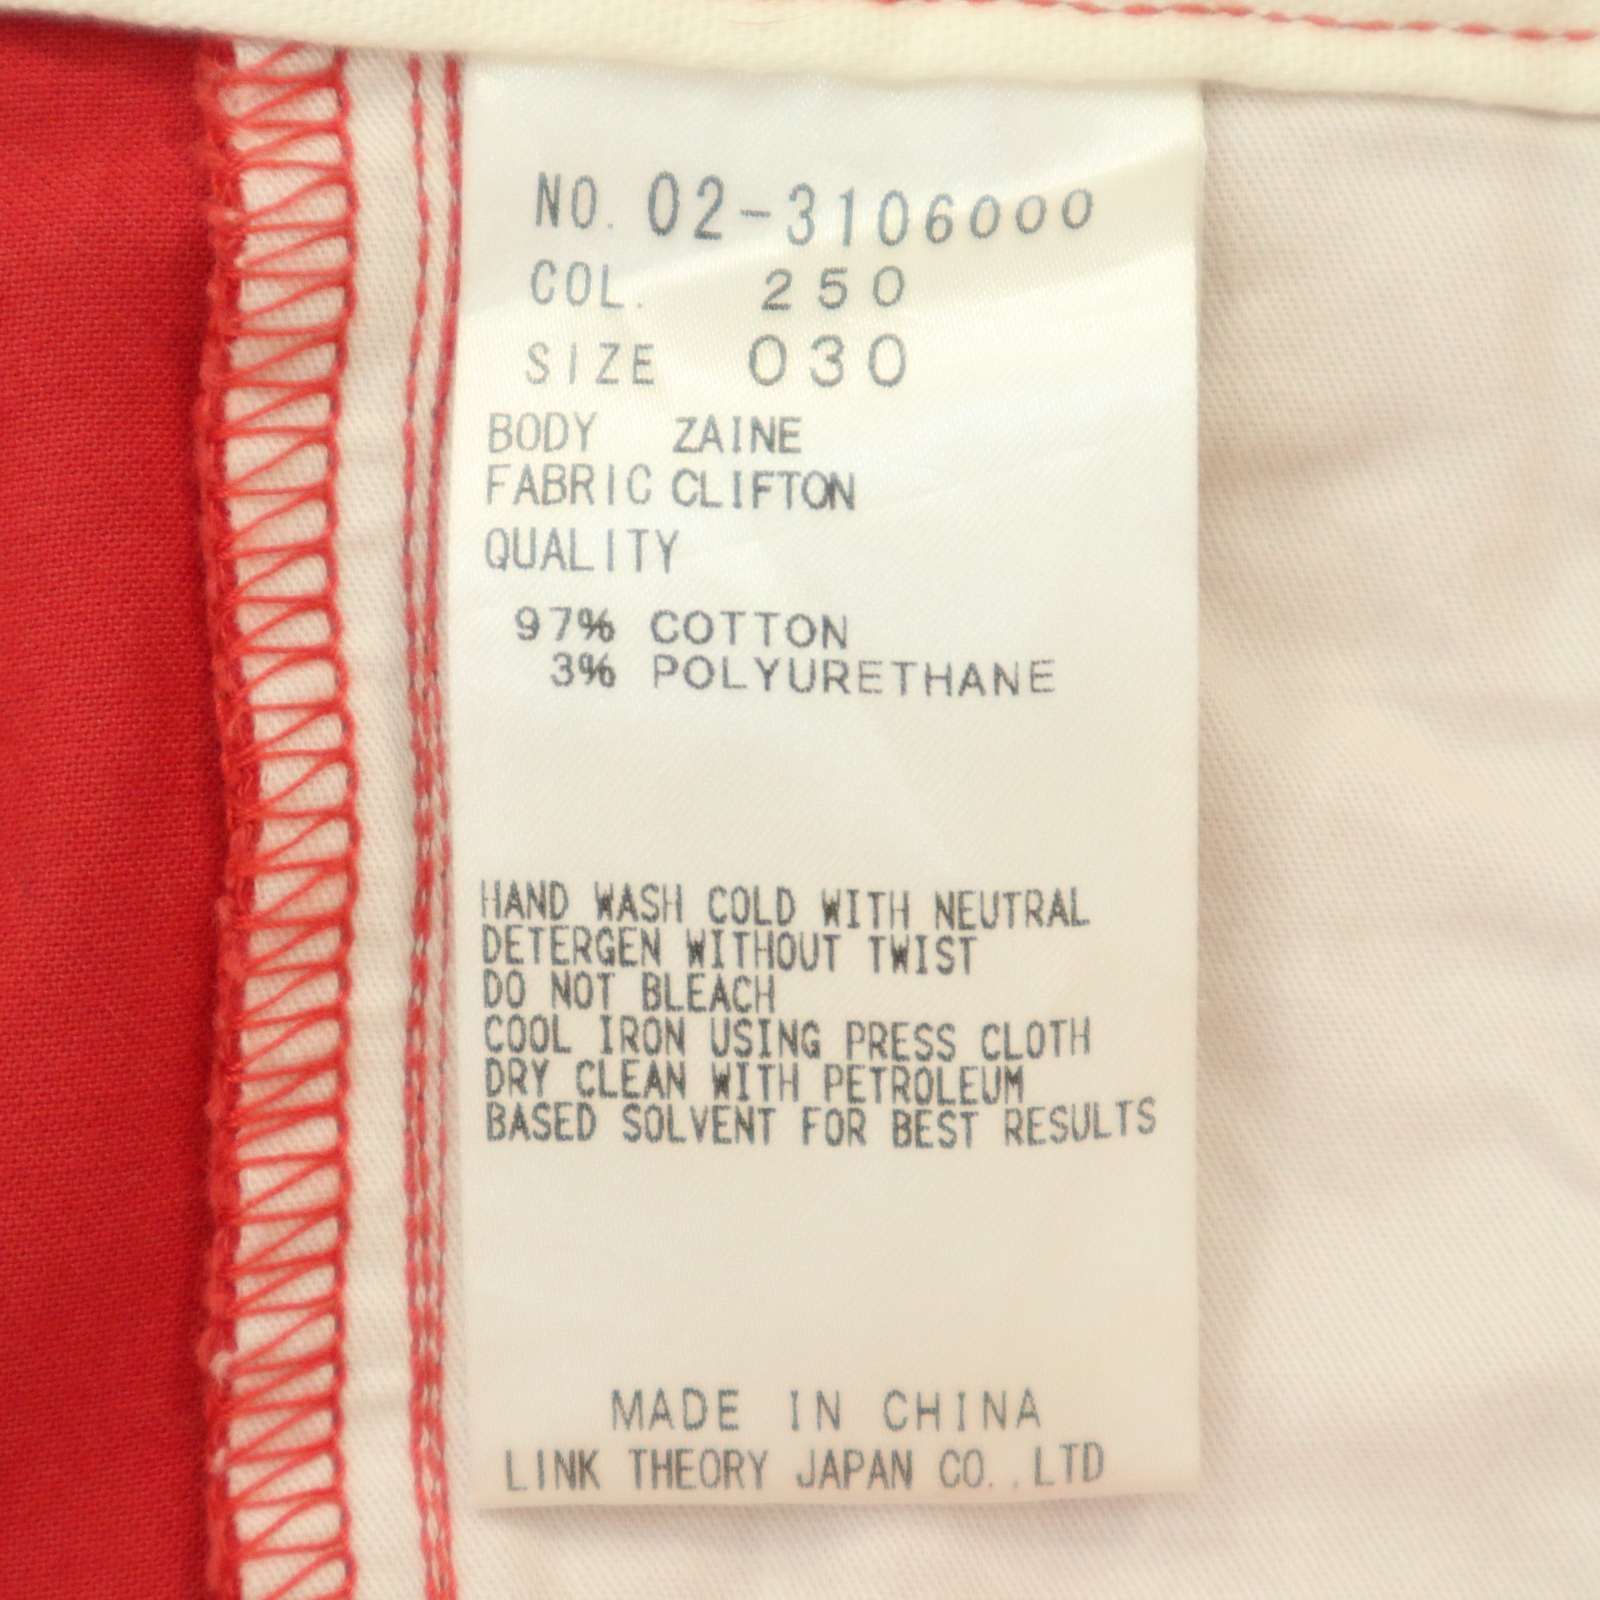 NO. 02-3106000
COL. 250
SIZE 030
BODY ZAINE
FABRIC CLIFTON
QUALITY
97% COTTON
3% POLYURETHANE
HAND WASH COLD WITH NEUTRAL
DETERGEN WITHOUT TWIST
DO NOT BLEACH
COOL IRON USING PRESS CLOTH
DRY CLEAN WITH PETROLEUM
BASED SOLVENT FOR BEST RESULTS
MADE IN CHINA
LINK THEORY JAPAN CO.,LTD